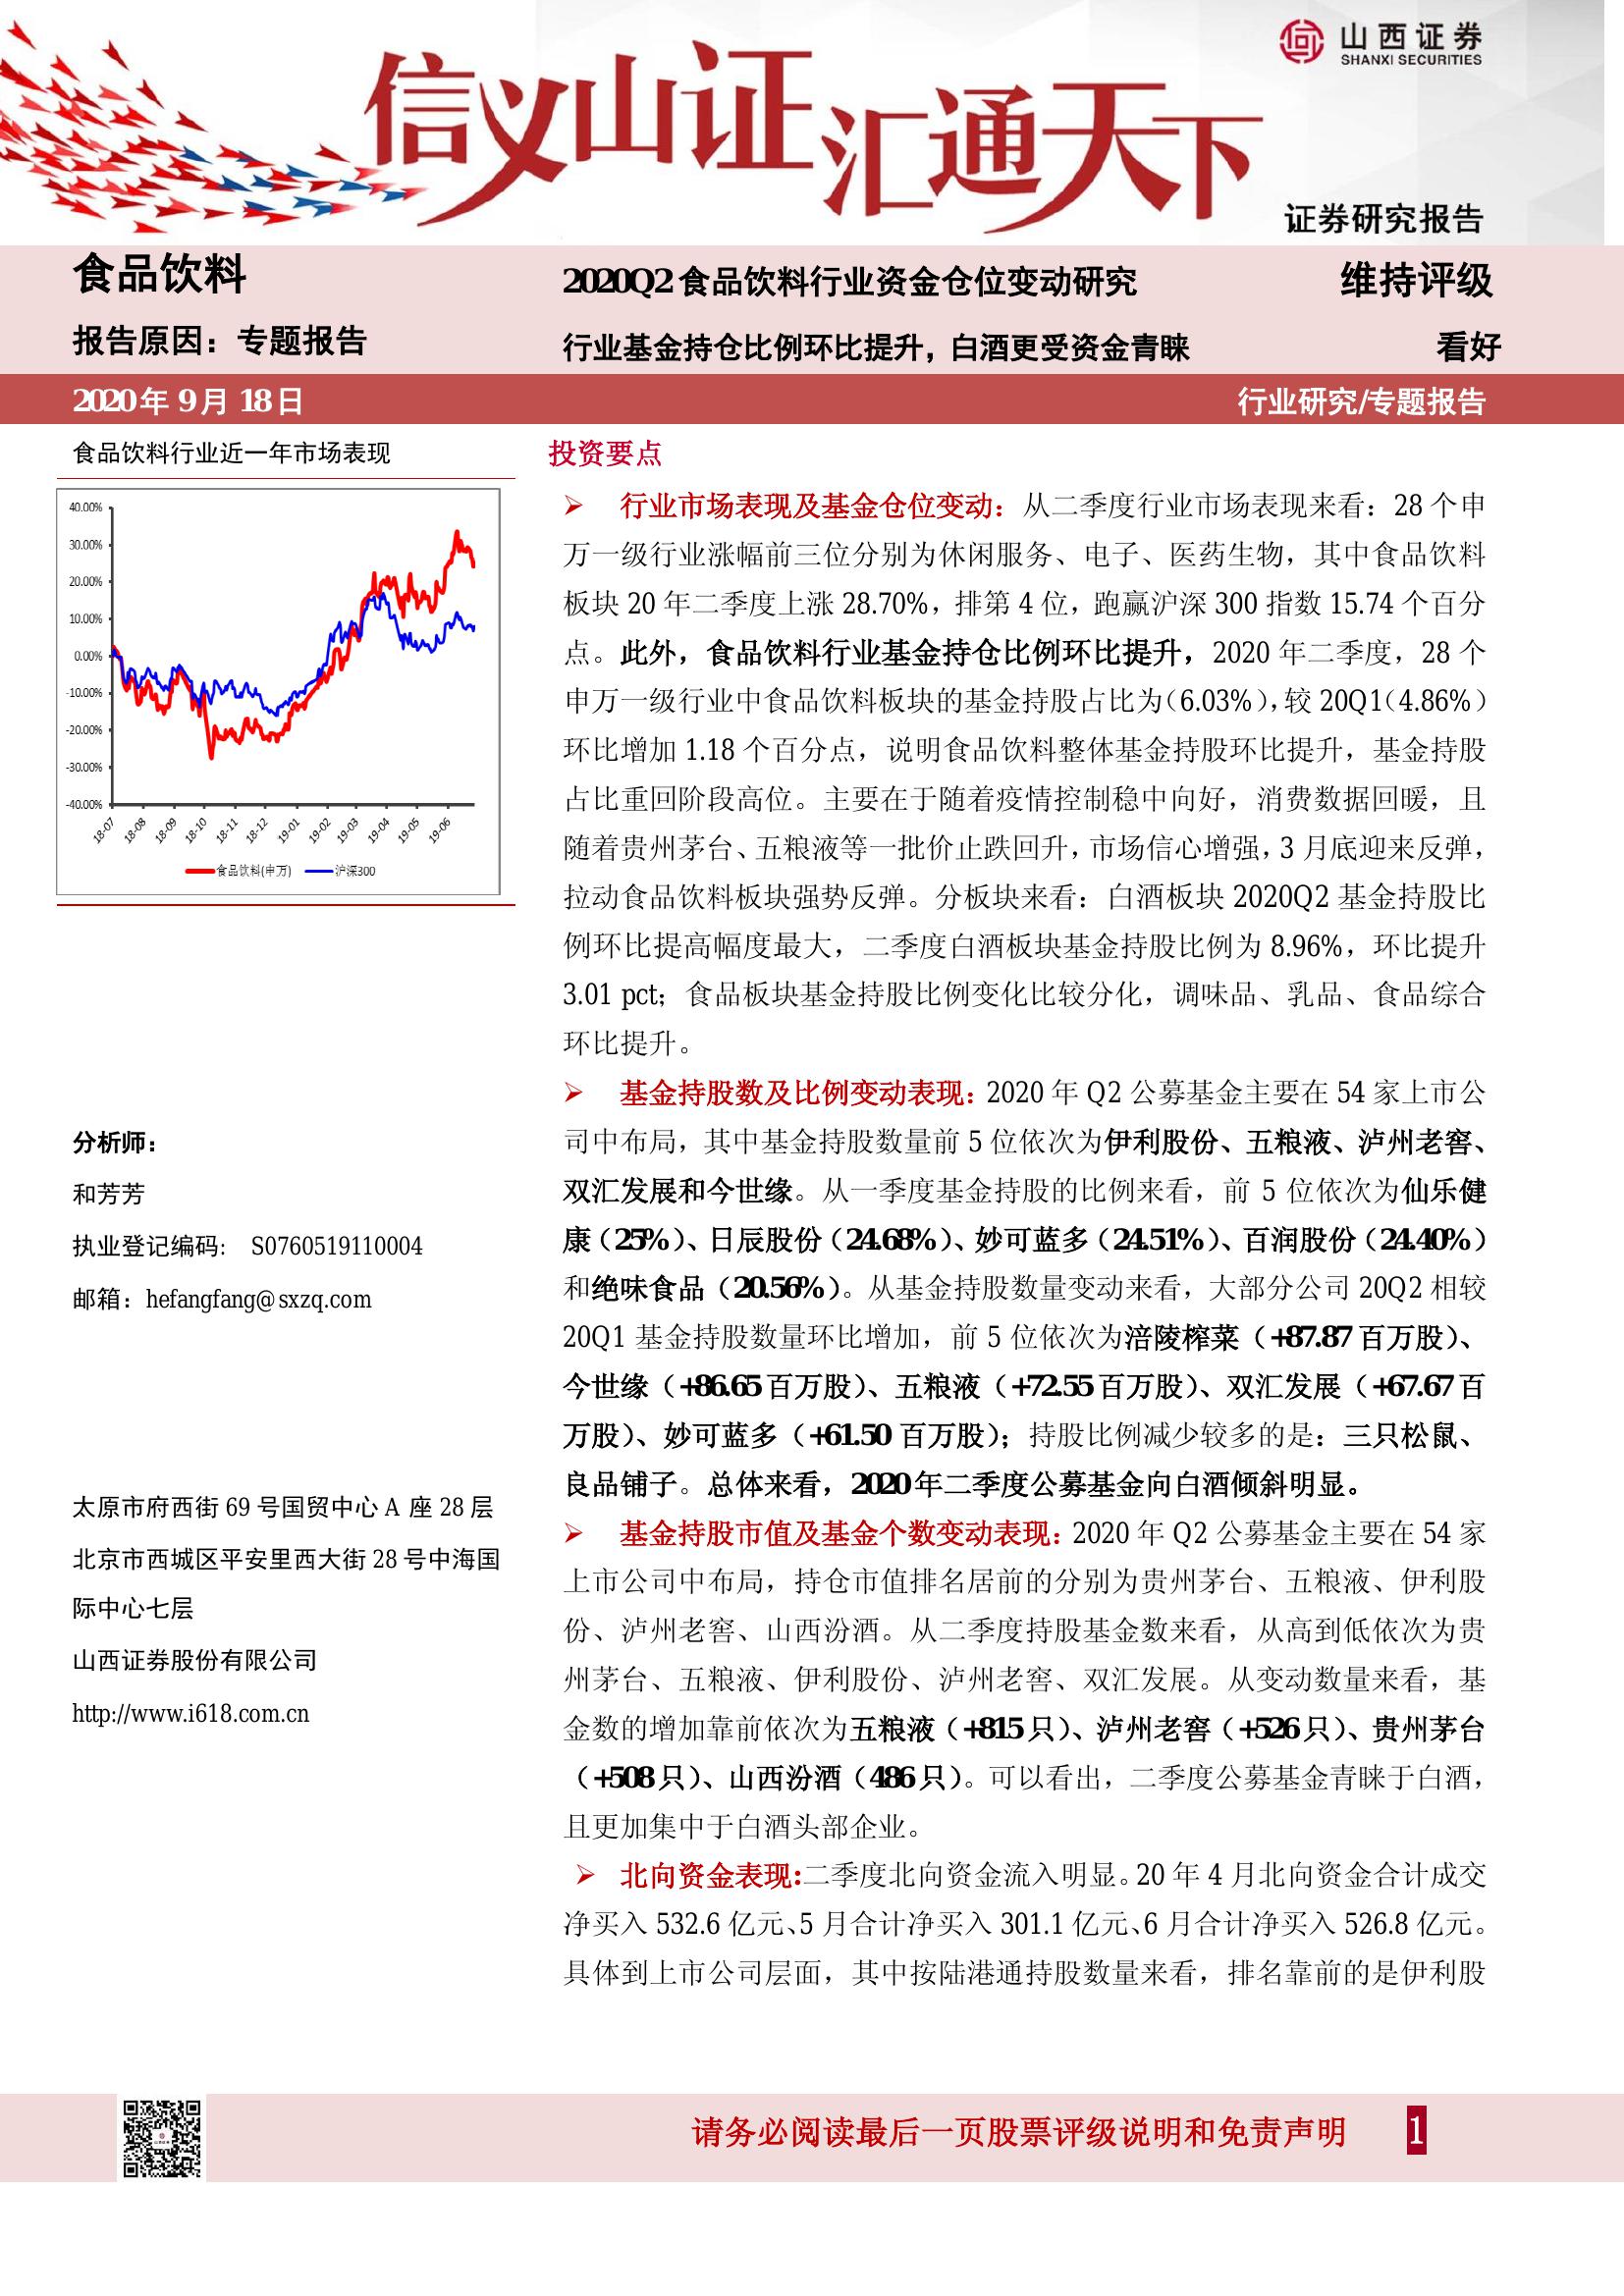 信义山证汇通天下
山西证券
SHANXI SECURITIES
证券研究报告
食品饮料
报告原因：专题报告
2020Q2 食品饮料行业资金仓位变动研究
维持评级
行业基金持仓比例环比提升，白酒更受资金青睐
看好
2020 年 9 月 18 日
行业研究/专题报告
食品饮料行业近一年市场表现
40.00%
30.00%
20.00%
10.00%
0.00%
-10.00%
-20.00%
-30.00%
-40.00%
18-07 18-08 18-09 18-10 18-11 18-12 19-01 19-02 19-03 19-04 19-05 19-06
食品饮料(申万) 沪深300
分析师：
和芳芳
执业登记编码： S0760519110004
邮箱：hefangfang@sxzq.com
太原市府西街 69 号国贸中心 A 座 28 层
北京市西城区平安里西大街 28 号中海国
际中心七层
山西证券股份有限公司
http://www.i618.com.cn
投资要点
➢ 行业市场表现及基金仓位变动：从二季度行业市场表现来看：28 个申
万一级行业涨幅前三位分别为休闲服务、电子、医药生物，其中食品饮料
板块 20 年二季度上涨 28.70%，排第 4 位，跑赢沪深 300 指数 15.74 个百分
点。此外，食品饮料行业基金持仓比例环比提升，2020 年二季度，28 个
申万一级行业中食品饮料板块的基金持股占比为（6.03%），较 20Q1（4.86%）
环比增加 1.18 个百分点，说明食品饮料整体基金持股环比提升，基金持股
占比重回阶段高位。主要在于随着疫情控制稳中向好，消费数据回暖，且
随着贵州茅台、五粮液等一批价止跌回升，市场信心增强，3 月底迎来反弹，
拉动食品饮料板块强势反弹。分板块来看：白酒板块 2020Q2 基金持股比
例环比提高幅度最大，二季度白酒板块基金持股比例为 8.96%，环比提升
3.01 pct；食品板块基金持股比例变化比较分化，调味品、乳品、食品综合
环比提升。
➢ 基金持股数及比例变动表现：2020 年 Q2 公募基金主要在 54 家上市公
司中布局，其中基金持股数量前 5 位依次为伊利股份、五粮液、泸州老窖、
双汇发展和今世缘。从一季度基金持股的比例来看，前 5 位依次为仙乐健
康（25%）、日辰股份（24.68%）、妙可蓝多（24.51%）、百润股份（24.40%）
和绝味食品（20.56%）。从基金持股数量变动来看，大部分公司 20Q2 相较
20Q1 基金持股数量环比增加，前 5 位依次为涪陵榨菜（+87.87 百万股）、
今世缘（+86.65 百万股）、五粮液（+72.55 百万股）、双汇发展（+67.67 百
万股）、妙可蓝多（+61.50 百万股）；持股比例减少较多的是：三只松鼠、
良品铺子。总体来看，2020 年二季度公募基金向白酒倾斜明显。
➢ 基金持股市值及基金个数变动表现：2020 年 Q2 公募基金主要在 54 家
上市公司中布局，持仓市值排名居前的分别为贵州茅台、五粮液、伊利股
份、泸州老窖、山西汾酒。从二季度持股基金数来看，从高到低依次为贵
州茅台、五粮液、伊利股份、泸州老窖、双汇发展。从变动数量来看，基
金数的增加靠前依次为五粮液（+815 只）、泸州老窖（+526 只）、贵州茅台
（+508 只）、山西汾酒（486 只）。可以看出，二季度公募基金青睐于白酒，
且更加集中于白酒头部企业。
➢ 北向资金表现:二季度北向资金流入明显。20 年 4 月北向资金合计成交
净买入 532.6 亿元、5 月合计净买入 301.1 亿元、6 月合计净买入 526.8 亿元。
具体到上市公司层面，其中按陆港通持股数量来看，排名靠前的是伊利股
请务必阅读最后一页股票评级说明和免责声明
1